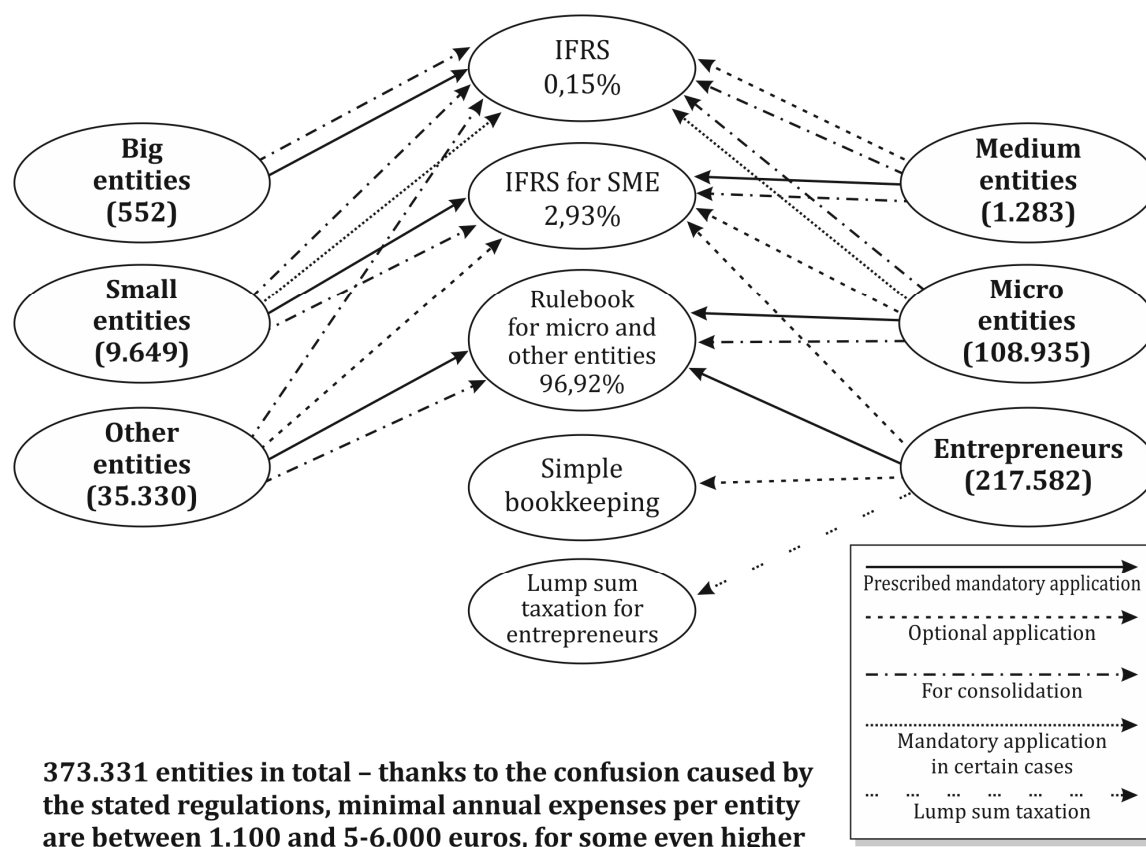 IFRS
0,15%
Big
entities
(552)
Medium
entities
(1.283)
IFRS for SME
2,93%
Small
entities
(9.649)
Micro
entities
(108.935)
Rulebook
for micro and
other entities
96,92%
Other
entities
(35.330)
Entrepreneurs
(217.582)
Simple
bookkeeping
Lump sum
taxation for
entrepreneurs
Prescribed mandatory application
Optional application
For consolidation
Mandatory application
in certain cases
Lump sum taxation
373.331 entities in total – thanks to the confusion caused by
the stated regulations, minimal annual expenses per entity
are between 1.100 and 5-6.000 euros, for some even higher